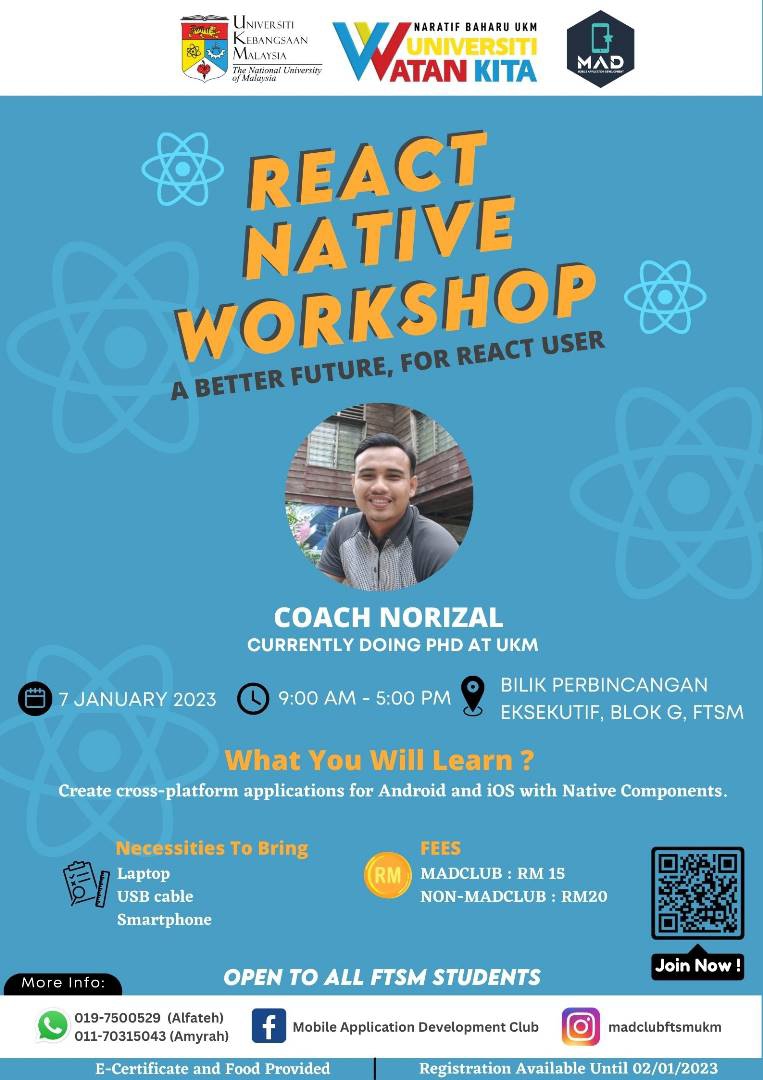 UNIVERSITI
KEBANGSAAN
MALAYSIA
The National University
of Malaysia
NARATIF BAHARU UKM
UNIVERSITI
WATAN KITA
MAD
MOBILE APPLICATION DEVELOPMENT
REACT
NATIVE
WORKSHOP
A BETTER FUTURE, FOR REACT USER
COACH NORIZAL
CURRENTLY DOING PHD AT UKM
7 JANUARY 2023
9:00 AM - 5:00 PM
BILIK PERBINCANGAN
EKSEKUTIF, BLOK G, FTSM
What You Will Learn ?
Create cross-platform applications for Android and iOS with Native Components.
Necessities To Bring
Laptop
USB cable
Smartphone
RM
FEES
MADCLUB : RM 15
NON-MADCLUB : RM20
Join Now !
OPEN TO ALL FTSM STUDENTS
More Info:
019-7500529 (Alfateh)
011-70315043 (Amyrah)
Mobile Application Development Club
madclubftsmukm
E-Certificate and Food Provided
Registration Available Until 02/01/2023